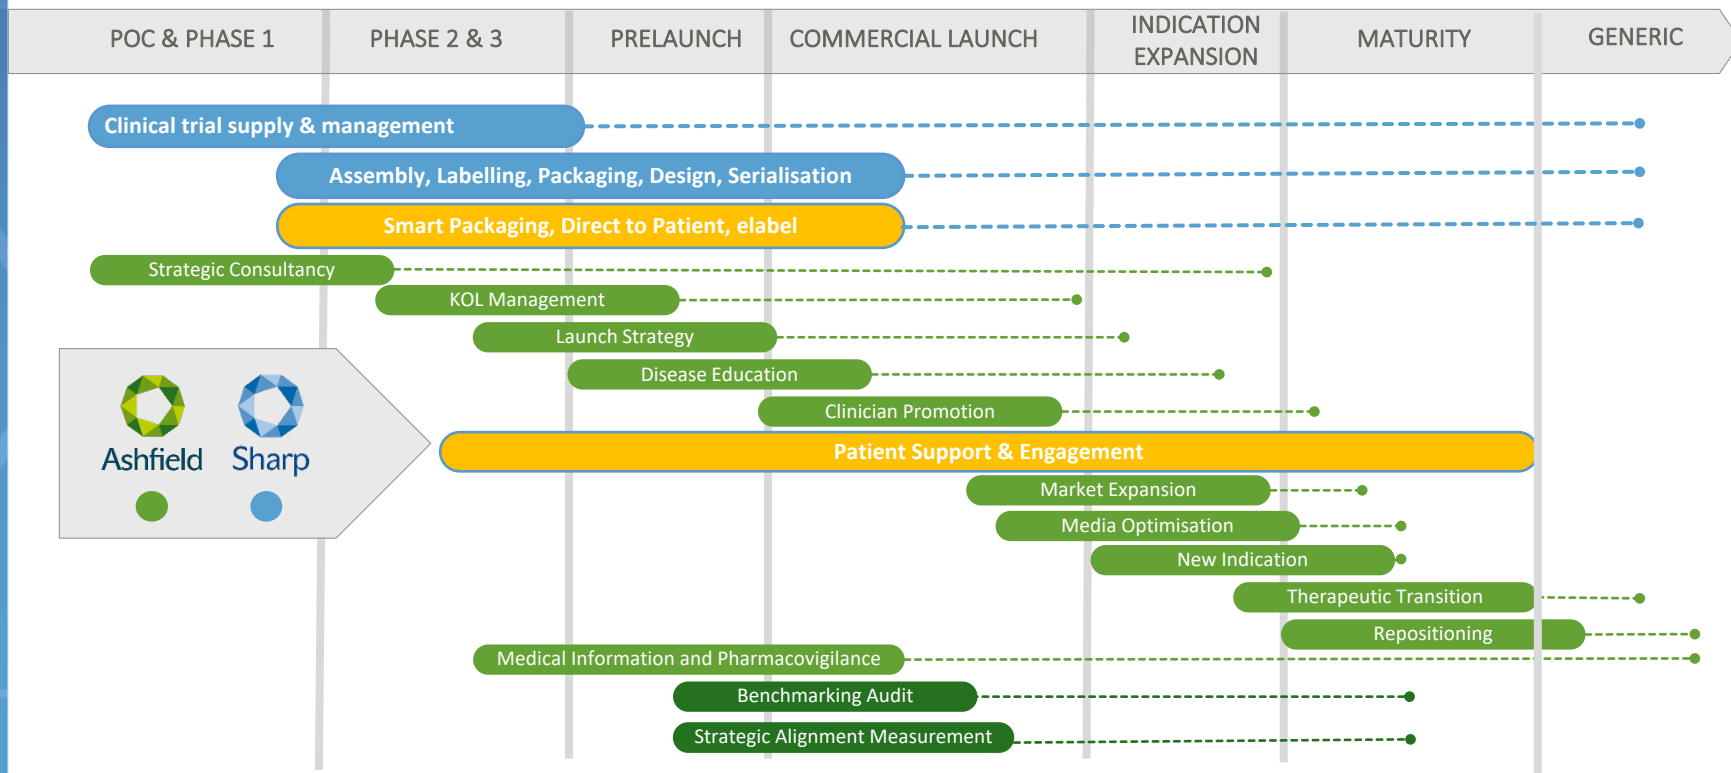 POC & PHASE 1
PHASE 2 & 3
PRELAUNCH
COMMERCIAL LAUNCH
INDICATION
EXPANSION
MATURITY
GENERIC
Clinical trial supply & management
Assembly, Labelling, Packaging, Design, Serialisation
Smart Packaging, Direct to Patient, elabel
Strategic Consultancy
KOL Management
Launch Strategy
Disease Education
Clinician Promotion
Ashfield
Sharp
Patient Support & Engagement
Market Expansion
Media Optimisation
New Indication
Therapeutic Transition
Repositioning
Medical Information and Pharmacovigilance
Benchmarking Audit
Strategic Alignment Measurement